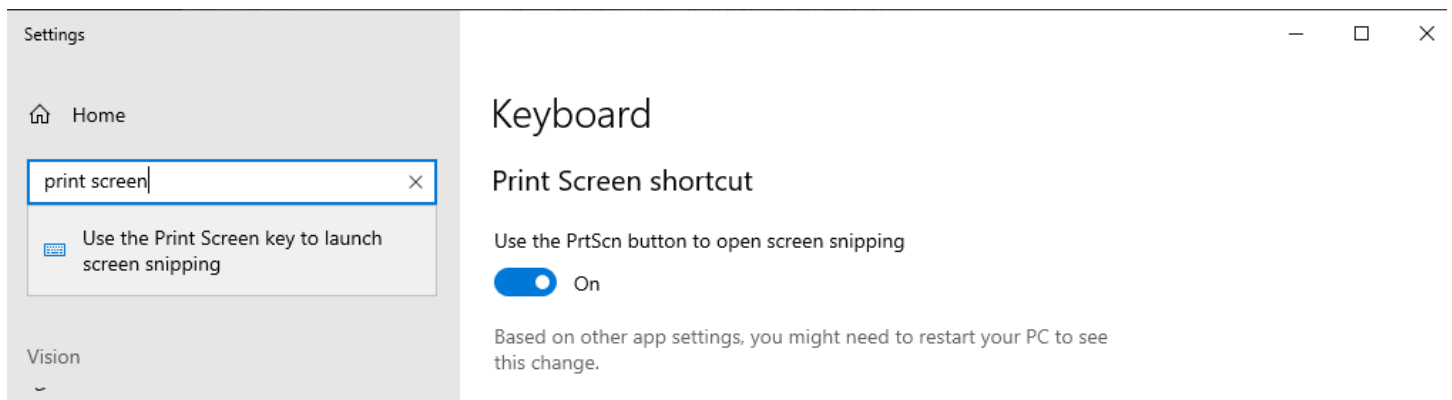 Settings
Home
print screen
Use the Print Screen key to launch
screen snipping
Vision
Keyboard
Print Screen shortcut
Use the PrtScn button to open screen snipping
On
Based on other app settings, you might need to restart your PC to see
this change.